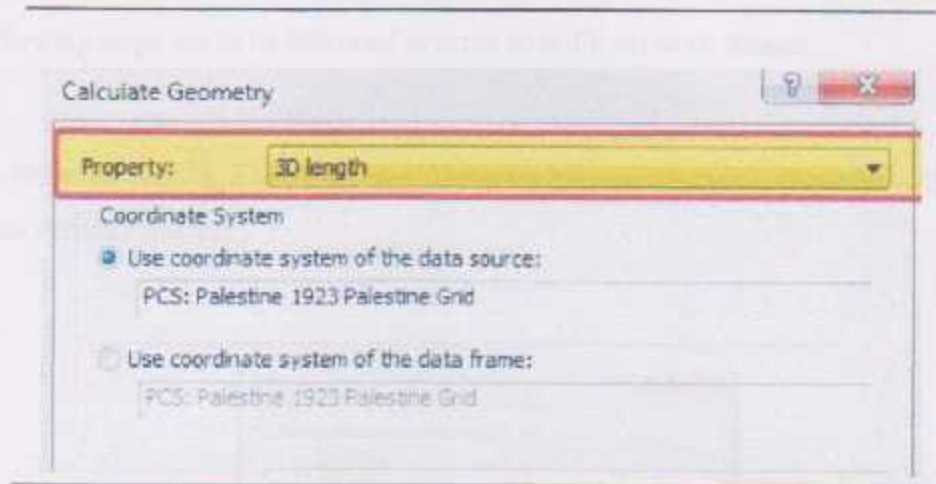 Calculate Geometry
Property: 3D length
Coordinate System
Use coordinate system of the data source:
PCS: Palestine 1923 Palestine Grid
Use coordinate system of the data frame:
PCS: Palestine 1923 Palestine Grid